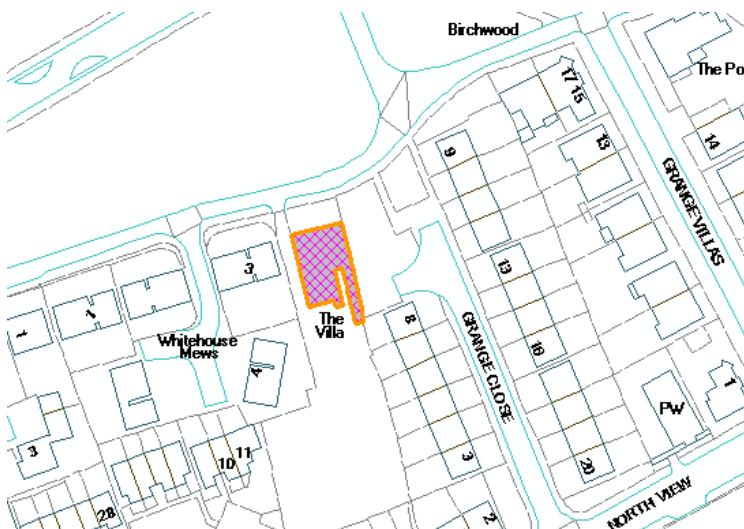 Birchwood
The Po
17
15
13
14
9
GRANGE VILLAS
3
13
1
1
The
Villa
8
Whitehouse
Mews
4
GRANGE CLOSE
16
1
PW
3
11
10
3
20
28
2
NORTH VIEW